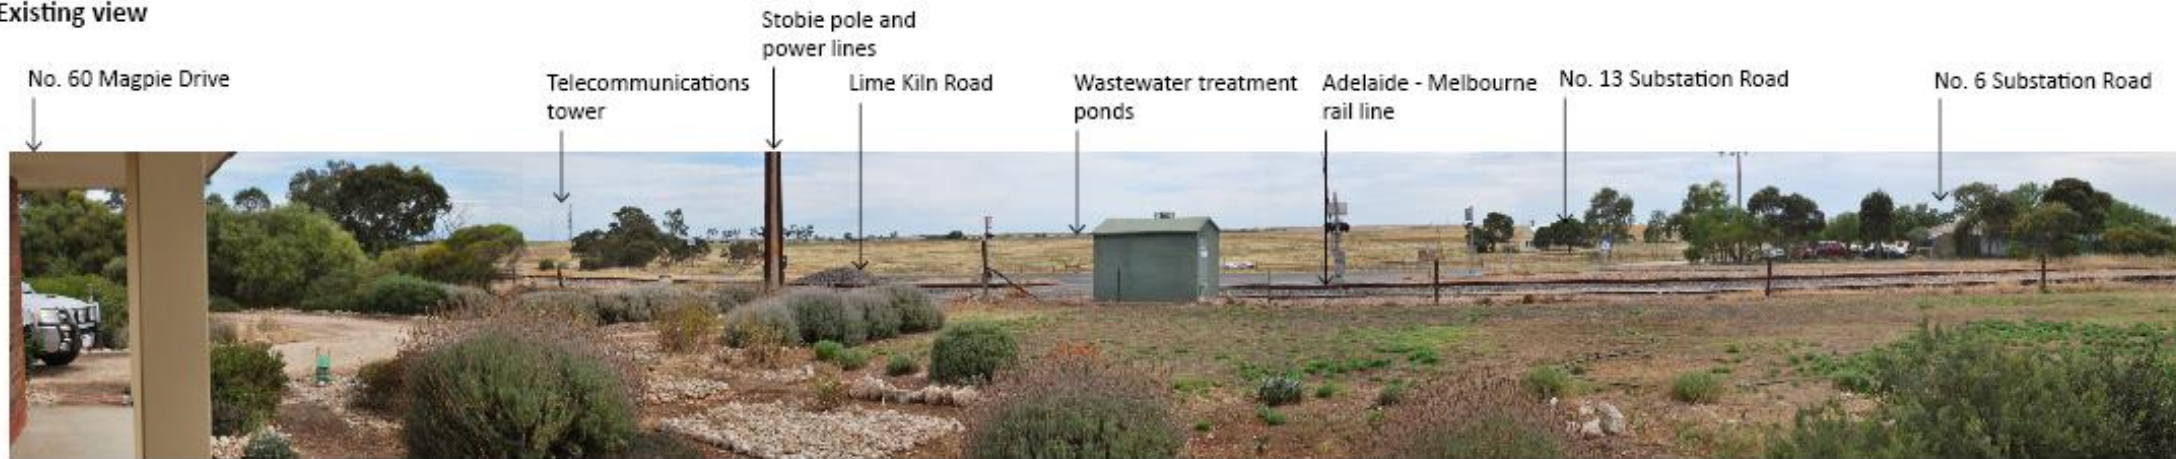 Existing view
Stobie pole and
power lines
No. 60 Magpie Drive
Telecommunications
tower
Lime Kiln Road
Wastewater treatment
ponds
Adelaide - Melbourne
rail line
No. 13 Substation Road
No. 6 Substation Road